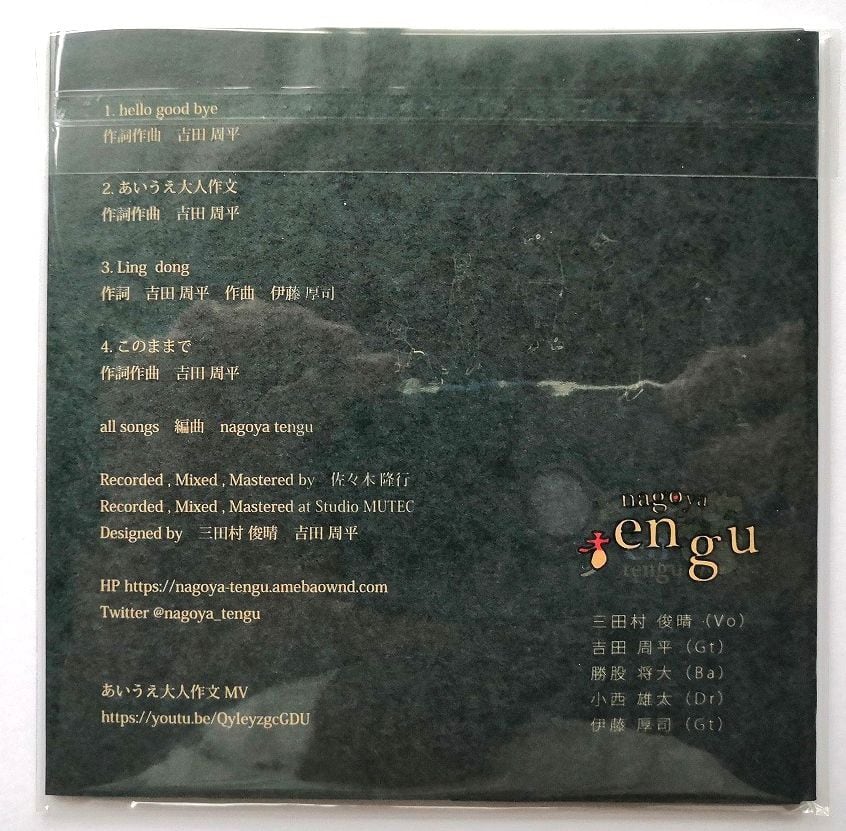 1. hello good bye
作詞作曲　吉田 周平
2. あいうえ大人作文
作詞作曲　吉田 周平
3. Ling dong
作詞　吉田 周平　作曲　伊藤 厚司
4. このままで
作詞作曲　吉田 周平
all songs　編曲　nagoya tengu
Recorded , Mixed , Mastered by　佐々木 隆行
Recorded , Mixed , Mastered at Studio MUTEC
Designed by　三田村 俊晴　吉田 周平
HP https://nagoya-tengu.amebaownd.com
Twitter @nagoya_tengu
あいうえ大人作文 MV
https://youtu.be/QyleyzgcGDU
nagoya
tengu
tengu
三田村 俊晴（Vo）
吉田 周平（Gt）
勝股 将大（Ba）
小西 雄太（Dr）
伊藤 厚司（Gt）